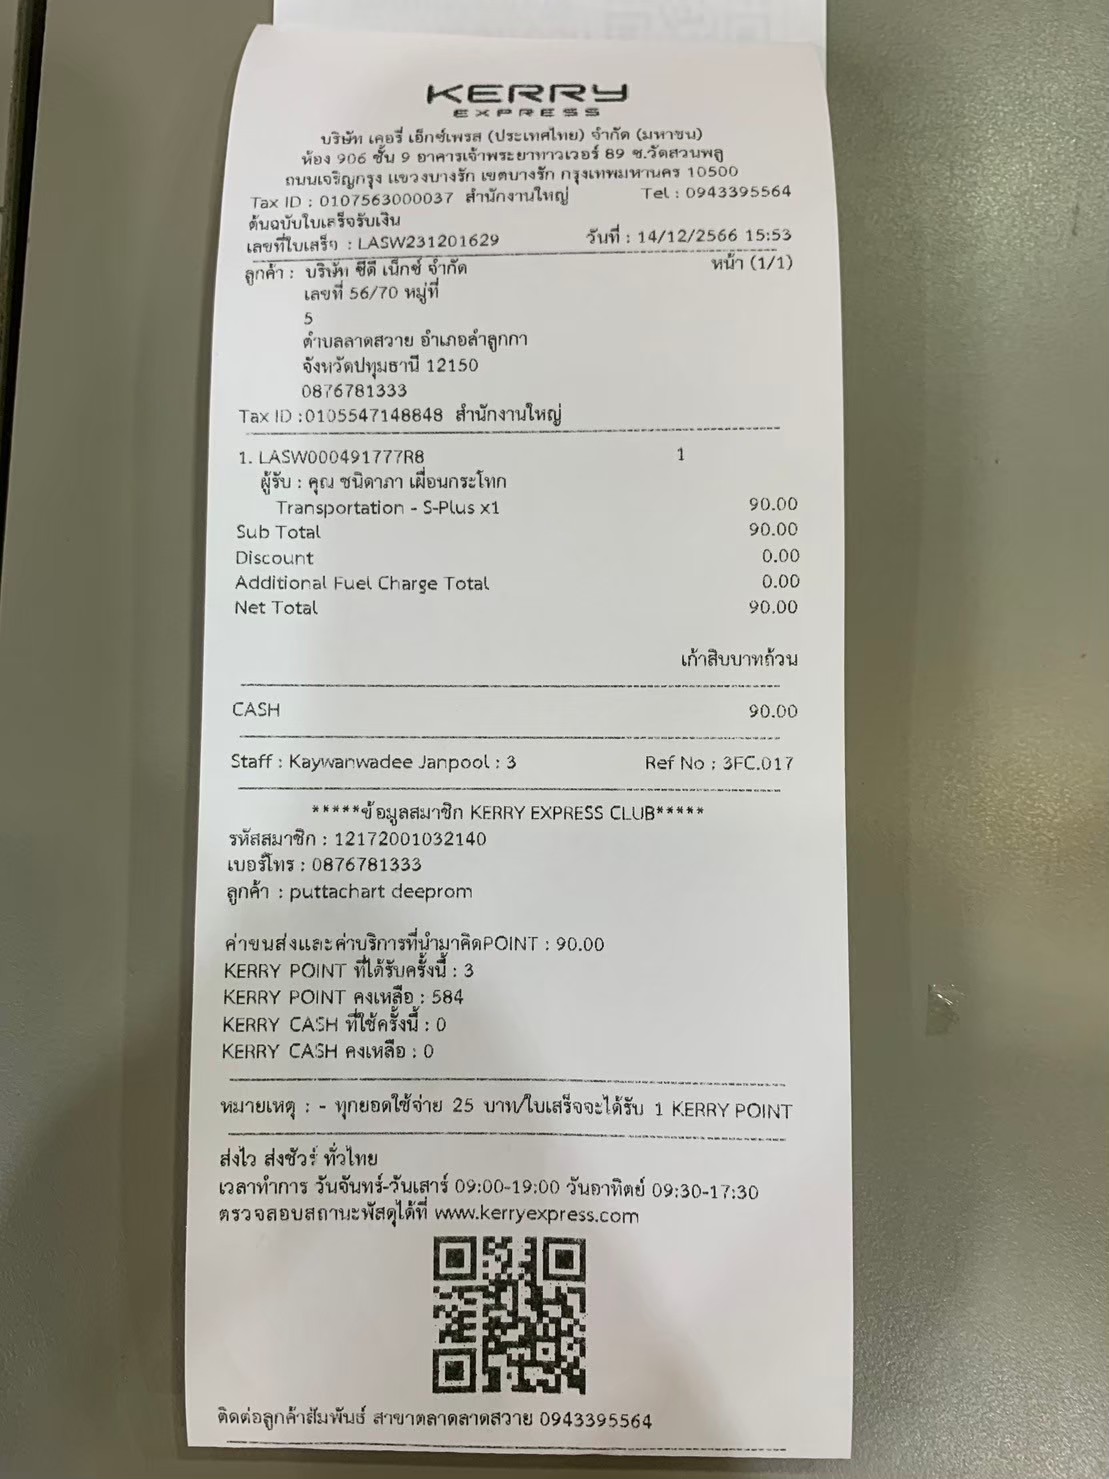 KERRY
EXPRESS
บริษัท เคอรี่ เอ็กซ์เพรส (ประเทศไทย) จำกัด (มหาชน)
ห้อง 906 ชั้น 9 อาคารเจ้าพระยาทาวเวอร์ 89 ซ.วัดสวนพลู
ถนนเจริญกรุง แขวงบางรัก เขตบางรัก กรุงเทพมหานคร 10500
Tax ID : 0107563000037 สำนักงานใหญ่ Tel : 0943395564
ต้นฉบับใบเสร็จรับเงิน
เลขที่ใบเสร็จ : LASW231201629 วันที่ : 14/12/2566 15:53
ลูกค้า : บริษัท ซีดี เน็กซ์ จำกัด หน้า (1/1)
เลขที่ 56/70 หมู่ที่
5
ตำบลลาดสวาย อำเภอลำลูกกา
จังหวัดปทุมธานี 12150
0876781333
Tax ID :0105547148848 สำนักงานใหญ่
1. LASW000491777R8 1
ผู้รับ : คุณ ชนิดาภา เผื่อนกระโทก
Transportation - S-Plus x1 90.00
Sub Total 90.00
Discount 0.00
Additional Fuel Charge Total 0.00
Net Total 90.00
เก้าสิบบาทถ้วน
CASH 90.00
Staff : Kaywanwadee Janpool : 3 Ref No : 3FC.017
*****ข้อมูลสมาชิก KERRY EXPRESS CLUB*****
รหัสสมาชิก : 12172001032140
เบอร์โทร : 0876781333
ลูกค้า : puttachart deeprom
ค่าขนส่งและค่าบริการที่นำมาคิดPOINT : 90.00
KERRY POINT ที่ได้รับครั้งนี้ : 3
KERRY POINT คงเหลือ : 584
KERRY CASH ที่ใช้ครั้งนี้ : 0
KERRY CASH คงเหลือ : 0
หมายเหตุ : - ทุกยอดใช้จ่าย 25 บาท/ใบเสร็จจะได้รับ 1 KERRY POINT
ส่งไว ส่งชัวร์ ทั่วไทย
เวลาทำการ วันจันทร์-วันเสาร์ 09:00-19:00 วันอาทิตย์ 09:30-17:30
ตรวจสอบสถานะพัสดุได้ที่ www.kerryexpress.com
ติดต่อลูกค้าสัมพันธ์ สาขาตลาดลาดสวาย 0943395564